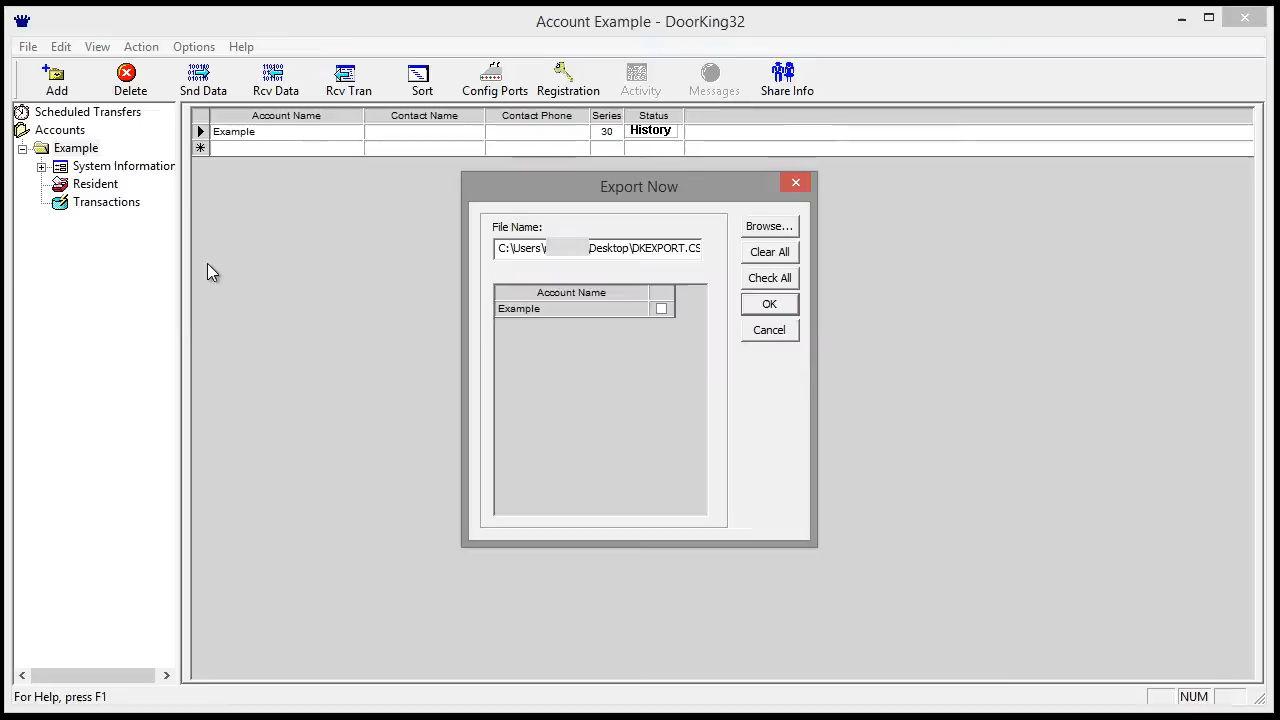 Account Example - DoorKing32
File Edit View Action Options Help
Add Delete Snd Data Rcv Data Rcv Tran Sort Config Ports Registration Activity Messages Share Info
Scheduled Transfers
Accounts
Example
System Information
Resident
Transactions
Account Name Contact Name Contact Phone Series Status
Example 30 History
Export Now
File Name:
C:\Users\ Desktop\DKEXPORT.CS
Account Name
Example
Browse...
Clear All
Check All
OK
Cancel
For Help, press F1
NUM